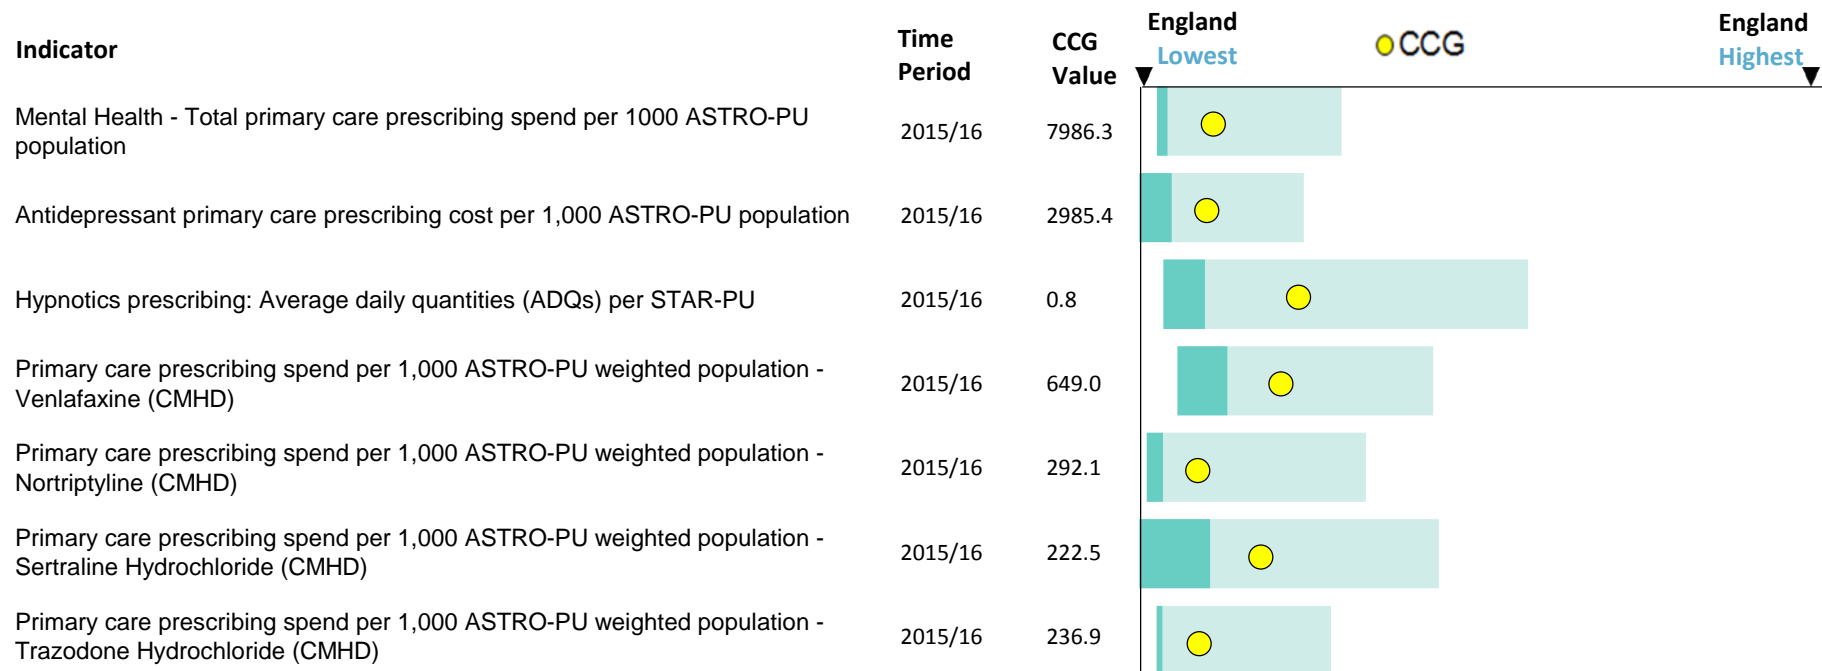 Indicator
Time
Period
CCG
Value
England
Lowest
CCG
England
Highest
Mental Health - Total primary care prescribing spend per 1000 ASTRO-PU
population
2015/16
7986.3
Antidepressant primary care prescribing cost per 1,000 ASTRO-PU population
2015/16
2985.4
Hypnotics prescribing: Average daily quantities (ADQs) per STAR-PU
2015/16
0.8
Primary care prescribing spend per 1,000 ASTRO-PU weighted population -
Venlafaxine (CMHD)
2015/16
649.0
Primary care prescribing spend per 1,000 ASTRO-PU weighted population -
Nortriptyline (CMHD)
2015/16
292.1
Primary care prescribing spend per 1,000 ASTRO-PU weighted population -
Sertraline Hydrochloride (CMHD)
2015/16
222.5
Primary care prescribing spend per 1,000 ASTRO-PU weighted population -
Trazodone Hydrochloride (CMHD)
2015/16
236.9